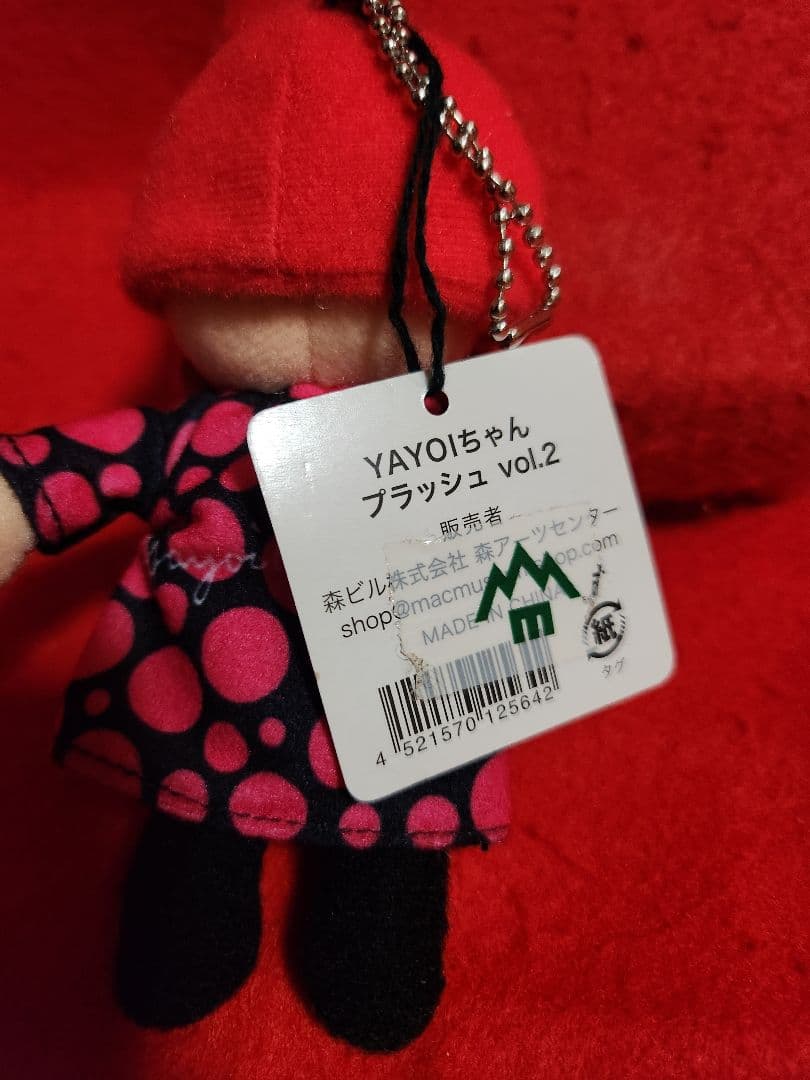 YAYOIちゃん
プラッシュ vol.2
販売者
森ビル株式会社 森アーツセンター
MADE IN CHINA
紙
タグ
4 521570 125642